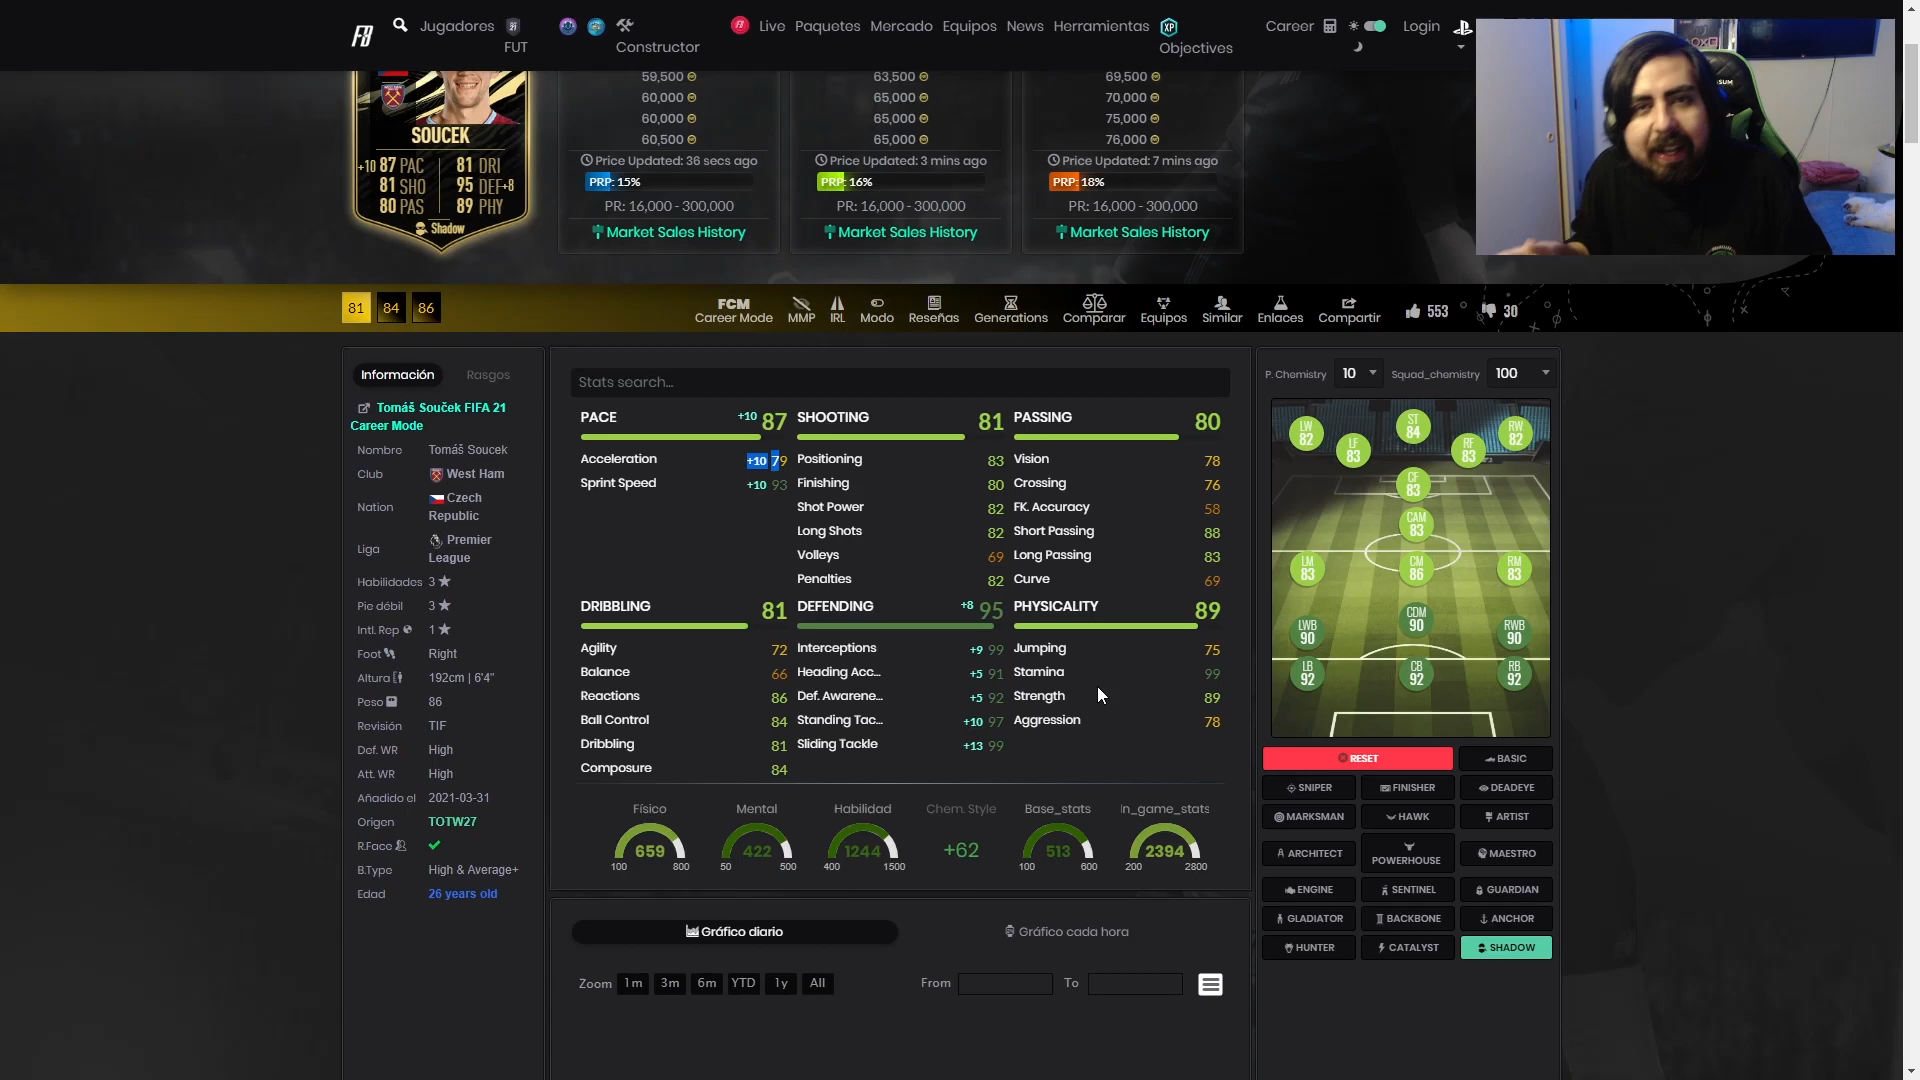 Jugadores
FUT
Constructor
Live Paquetes Mercado Equipos News Herramientas
XP
Objectives
Career
Login
SOUCEK
+10 87 PAC 81 DRI
81 SHO 95 DEF+8
80 PAS 89 PHY
Shadow
59,500
60,000
60,000
60,500
Price Updated: 36 secs ago
PRP: 15%
PR: 16,000 - 300,000
Market Sales History
63,500
65,000
65,000
65,000
Price Updated: 3 mins ago
PRP: 16%
PR: 16,000 - 300,000
Market Sales History
69,500
70,000
75,000
76,000
Price Updated: 7 mins ago
PRP: 18%
PR: 16,000 - 300,000
Market Sales History
81 84 86
FCM
Career Mode MMP IRL Modo Reseñas Generations Comparar Equipos Similar Enlaces Compartir 553 30
Información Rasgos
Tomáš Souček FIFA 21
Career Mode
Nombre Tomáš Soucek
Club West Ham
Nation Czech
Republic
Liga Premier
League
Habilidades 3
Pie débil 3
Intl. Rep 1
Foot Right
Altura 192cm | 6'4"
Peso 86
Revisión TIF
Def. WR High
Att. WR High
Añadido el 2021-03-31
Origen TOTW27
R.Face
B.Type High & Average+
Edad 26 years old
Stats search...
PACE +10 87
Acceleration +10 79
Sprint Speed +10 93
SHOOTING 81
Positioning 83
Finishing 80
Shot Power 82
Long Shots 82
Volleys 69
Penalties 82
PASSING 80
Vision 78
Crossing 76
FK. Accuracy 58
Short Passing 88
Long Passing 83
Curve 69
DRIBBLING 81
Agility 72
Balance 66
Reactions 86
Ball Control 84
Dribbling 81
Composure 84
DEFENDING +8 95
Interceptions +9 99
Heading Acc... +5 91
Def. Awarene... +5 92
Standing Tac... +10 97
Sliding Tackle +13 99
PHYSICALITY 89
Jumping 75
Stamina 99
Strength 89
Aggression 78
Físico Mental Habilidad Chem. Style Base_stats In_game_stats
659 422 1244 +62 513 2394
100 800 50 500 400 1500 100 600 200 2800
Gráfico diario Gráfico cada hora
Zoom 1m 3m 6m YTD 1y All From To
P. Chemistry 10 Squad_chemistry 100
LW 82
ST 84
RW 82
LF 83
RF 83
CF 83
CAM 83
LM 83
CM 86
RM 83
LWB 90
CDM 90
RWB 90
LB 92
CB 92
RB 92
RESET BASIC
SNIPER FINISHER DEADEYE
MARKSMAN HAWK ARTIST
ARCHITECT POWERHOUSE MAESTRO
ENGINE SENTINEL GUARDIAN
GLADIATOR BACKBONE ANCHOR
HUNTER CATALYST SHADOW